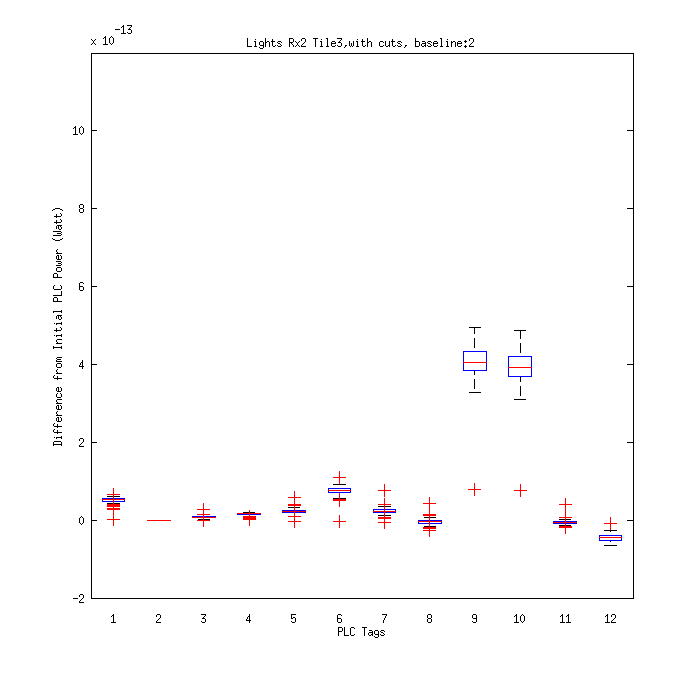 x 10^-13
Lights Rx2 Tile3,with cuts, baseline:2
Difference from Initial PLC Power (Watt)
10
8
6
4
2
0
-2
1 2 3 4 5 6 7 8 9 10 11 12
PLC Tags